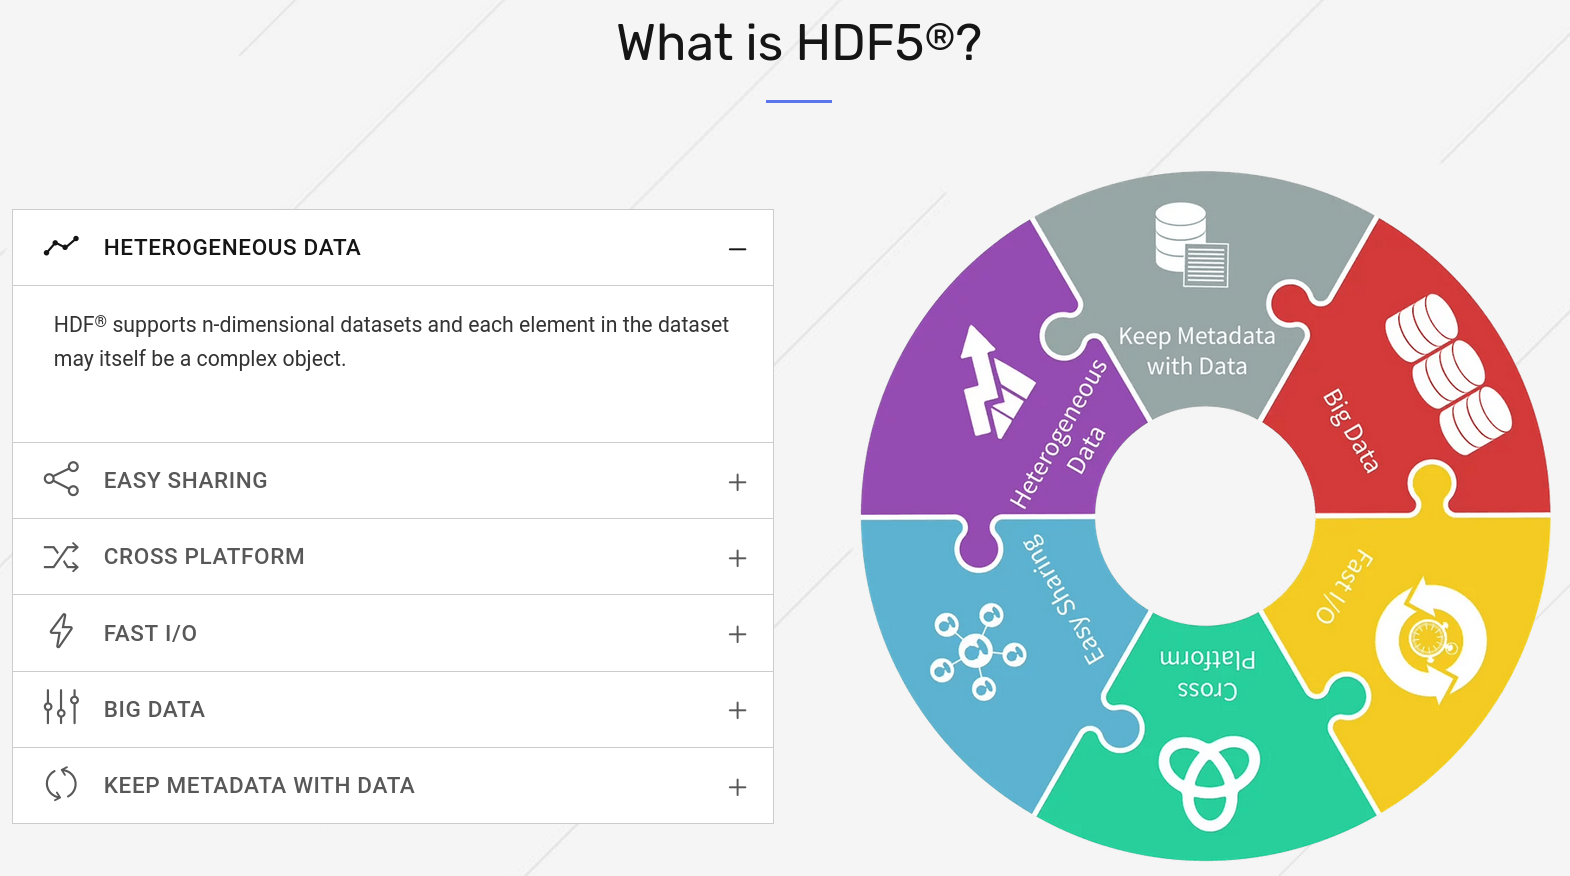 What is HDF5®?
HETEROGENEOUS DATA
HDF® supports n-dimensional datasets and each element in the dataset
may itself be a complex object.
EASY SHARING
CROSS PLATFORM
FAST I/O
BIG DATA
KEEP METADATA WITH DATA
Keep Metadata
with Data
Big Data
Fast I/O
Cross
Platform
Easy Sharing
Heterogeneous
Data